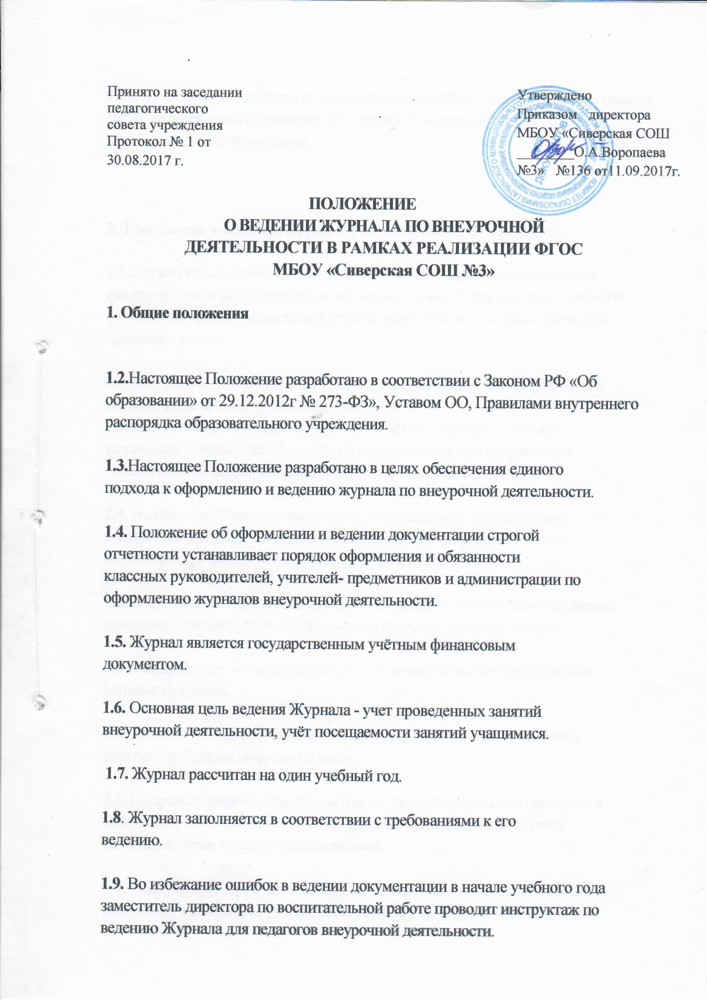 Принято на заседании
педагогического
совета учреждения
Протокол № 1 от
30.08.2017 г.
Утверждено
Приказом директора
МБОУ «Сиверская СОШ
О.А.Воропаева
№3» №136 от11.09.2017г.
ДОКУМЕНТОВ
ПОЛОЖЕНИЕ
О ВЕДЕНИИ ЖУРНАЛА ПО ВНЕУРОЧНОЙ
ДЕЯТЕЛЬНОСТИ В РАМКАХ РЕАЛИЗАЦИИ ФГОС
МБОУ «Сиверская СОШ №3»
1. Общие положения
1.2.Настоящее Положение разработано в соответствии с Законом РФ «Об
образовании» от 29.12.2012г № 273-ФЗ», Уставом ОО, Правилами внутреннего
распорядка образовательного учреждения.
1.3.Настоящее Положение разработано в целях обеспечения единого
подхода к оформлению и ведению журнала по внеурочной деятельности.
1.4. Положение об оформлении и ведении документации строгой
отчетности устанавливает порядок оформления и обязанности
классных руководителей, учителей- предметников и администрации по
оформлению журналов внеурочной деятельности.
1.5. Журнал является государственным учётным финансовым
документом.
1.6. Основная цель ведения Журнала - учет проведенных занятий
внеурочной деятельности, учёт посещаемости занятий учащимися.
1.7. Журнал рассчитан на один учебный год.
1.8. Журнал заполняется в соответствии с требованиями к его
ведению.
1.9. Во избежание ошибок в ведении документации в начале учебного года
заместитель директора по воспитательной работе проводит инструктаж по
ведению Журнала для педагогов внеурочной деятельности.